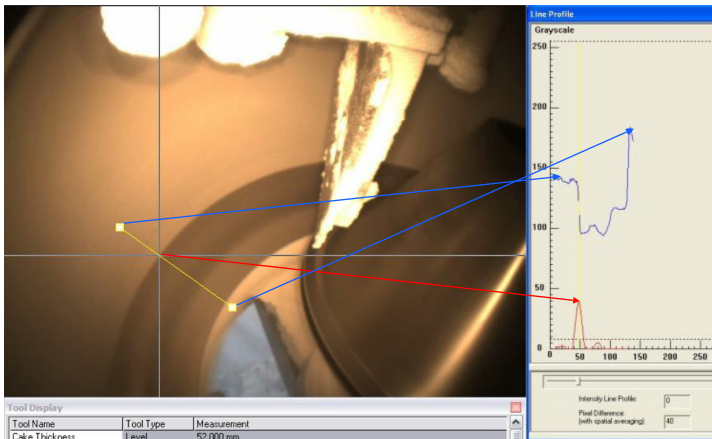 Line Profile
Grayscale
255
200
150
100
50
0
0 50 100 150 200 250
Intensity Line Profile: 0
Pixel Difference:
(with spatial averaging) 40
Tool Display
Tool Name Tool Type Measurement
Cake Thickness Level 52.000 mm